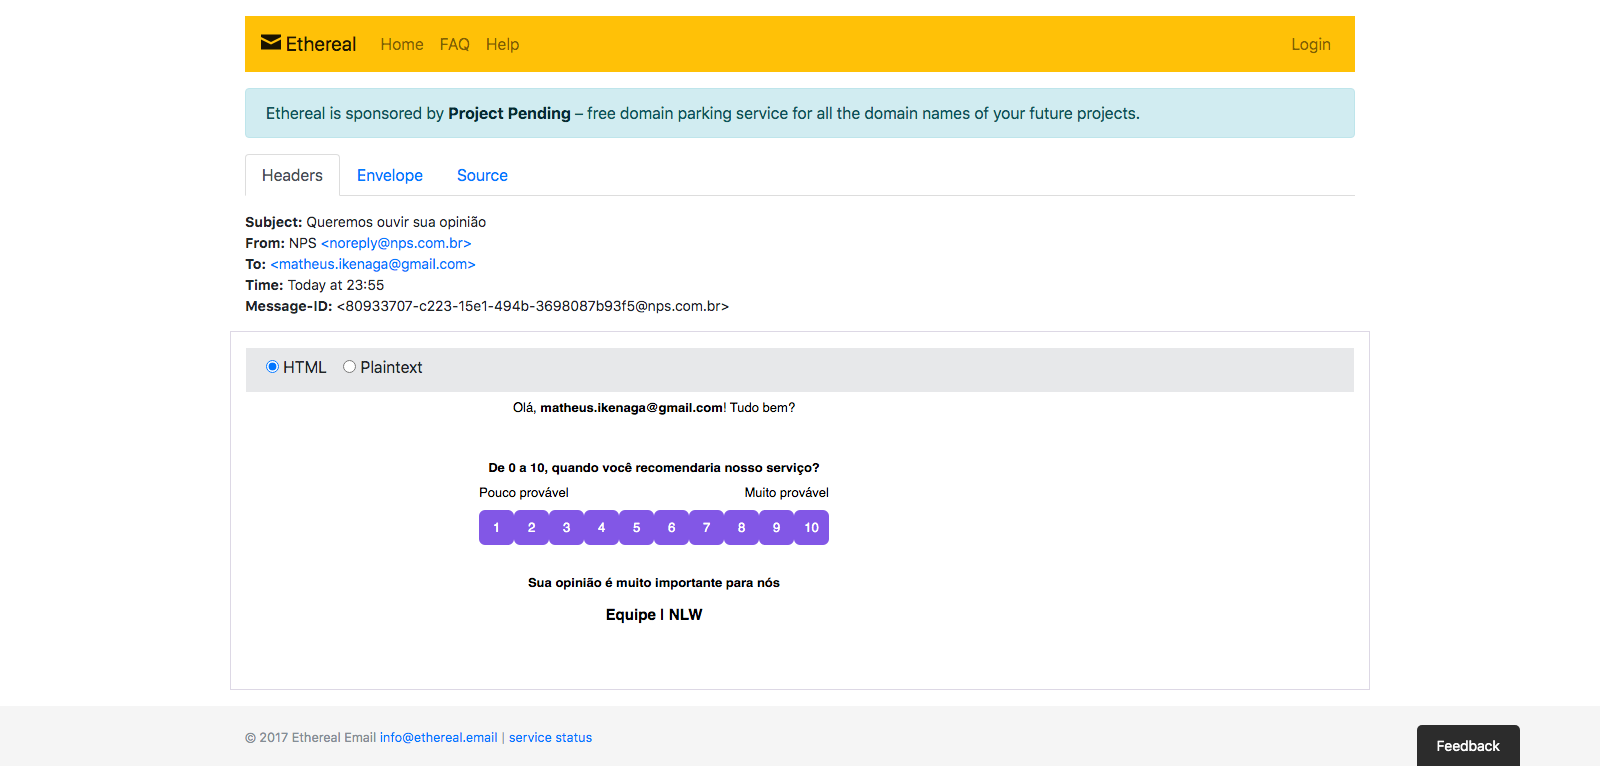 Ethereal Home FAQ Help Login
Ethereal is sponsored by Project Pending – free domain parking service for all the domain names of your future projects.
Headers Envelope Source
Subject: Queremos ouvir sua opinião
From: NPS <noreply@nps.com.br>
To: <matheus.ikenaga@gmail.com>
Time: Today at 23:55
Message-ID: <80933707-c223-15e1-494b-3698087b93f5@nps.com.br>
HTML Plaintext
Olá, matheus.ikenaga@gmail.com! Tudo bem?
De 0 a 10, quando você recomendaria nosso serviço?
Pouco provável Muito provável
1 2 3 4 5 6 7 8 9 10
Sua opinião é muito importante para nós
Equipe | NLW
© 2017 Ethereal Email info@ethereal.email | service status
Feedback